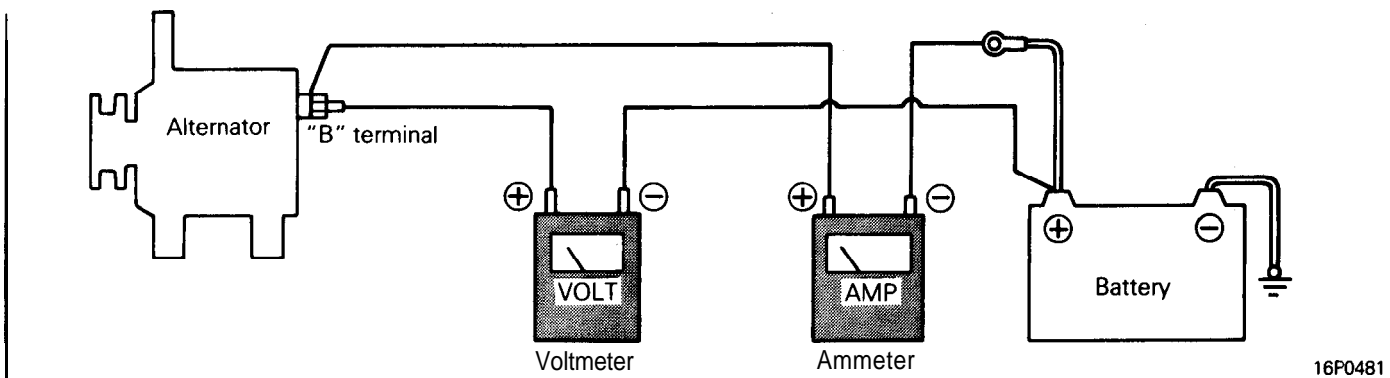 Alternator
"B" terminal
⊕
⊖
⊕
⊖
⊕
⊖
VOLT
AMP
Battery
Voltmeter
Ammeter
16P0481